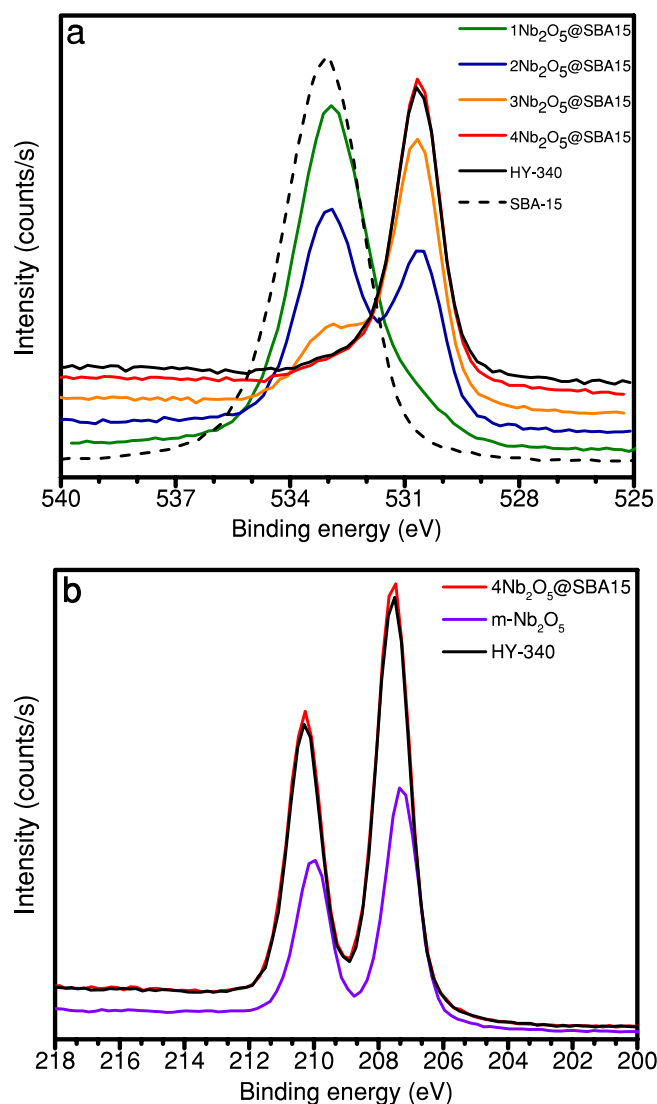 a
1Nb₂O₅@SBA15
2Nb₂O₅@SBA15
3Nb₂O₅@SBA15
4Nb₂O₅@SBA15
HY-340
SBA-15
Intensity (counts/s)
540 537 534 531 528 525
Binding energy (eV)
b
4Nb₂O₅@SBA15
m-Nb₂O₅
HY-340
Intensity (counts/s)
218 216 214 212 210 208 206 204 202 200
Binding energy (eV)